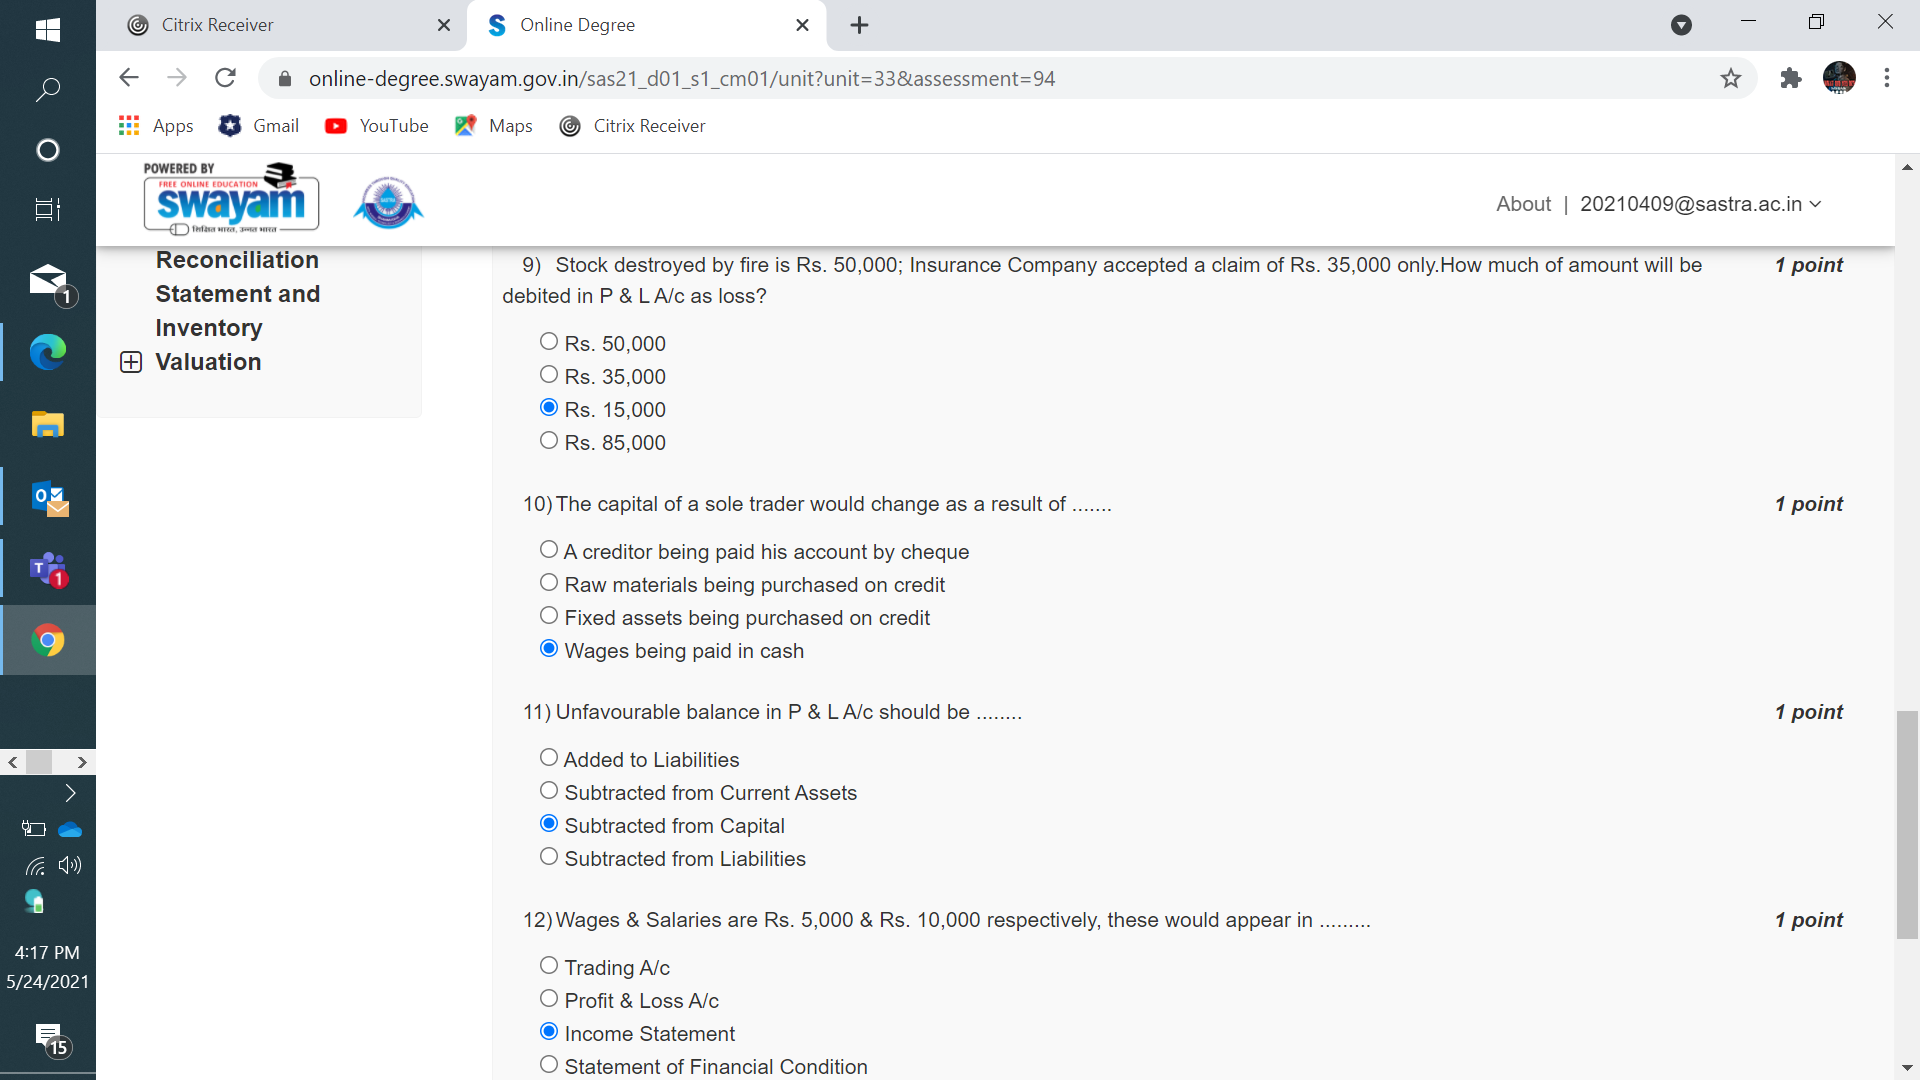 Citrix Receiver
Online Degree
online-degree.swayam.gov.in/sas21_d01_s1_cm01/unit?unit=33&assessment=94
Apps Gmail YouTube Maps Citrix Receiver
POWERED BY
FREE ONLINE EDUCATION
swayam
शिक्षित भारत, उन्नत भारत
About | 20210409@sastra.ac.in
Reconciliation
Statement and
Inventory
Valuation
9) Stock destroyed by fire is Rs. 50,000; Insurance Company accepted a claim of Rs. 35,000 only.How much of amount will be 1 point
debited in P & L A/c as loss?
Rs. 50,000
Rs. 35,000
Rs. 15,000
Rs. 85,000
10) The capital of a sole trader would change as a result of ....... 1 point
A creditor being paid his account by cheque
Raw materials being purchased on credit
Fixed assets being purchased on credit
Wages being paid in cash
11) Unfavourable balance in P & L A/c should be ........ 1 point
Added to Liabilities
Subtracted from Current Assets
Subtracted from Capital
Subtracted from Liabilities
12) Wages & Salaries are Rs. 5,000 & Rs. 10,000 respectively, these would appear in ......... 1 point
Trading A/c
Profit & Loss A/c
Income Statement
Statement of Financial Condition
1
1
4:17 PM
5/24/2021
15